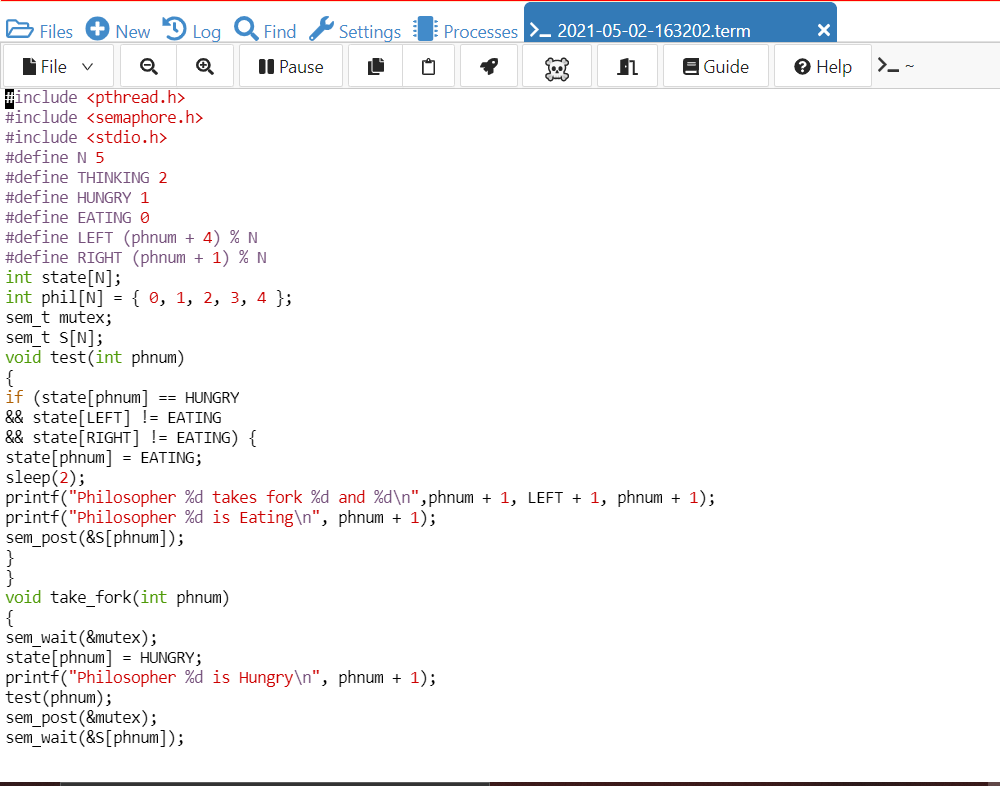 Files New Log Find Settings Processes 2021-05-02-163202.term ×
File Pause Guide Help ~
#include <pthread.h>
#include <semaphore.h>
#include <stdio.h>
#define N 5
#define THINKING 2
#define HUNGRY 1
#define EATING 0
#define LEFT (phnum + 4) % N
#define RIGHT (phnum + 1) % N
int state[N];
int phil[N] = { 0, 1, 2, 3, 4 };
sem_t mutex;
sem_t S[N];
void test(int phnum)
{
if (state[phnum] == HUNGRY
&& state[LEFT] != EATING
&& state[RIGHT] != EATING) {
state[phnum] = EATING;
sleep(2);
printf("Philosopher %d takes fork %d and %d\n",phnum + 1, LEFT + 1, phnum + 1);
printf("Philosopher %d is Eating\n", phnum + 1);
sem_post(&S[phnum]);
}
}
void take_fork(int phnum)
{
sem_wait(&mutex);
state[phnum] = HUNGRY;
printf("Philosopher %d is Hungry\n", phnum + 1);
test(phnum);
sem_post(&mutex);
sem_wait(&S[phnum]);